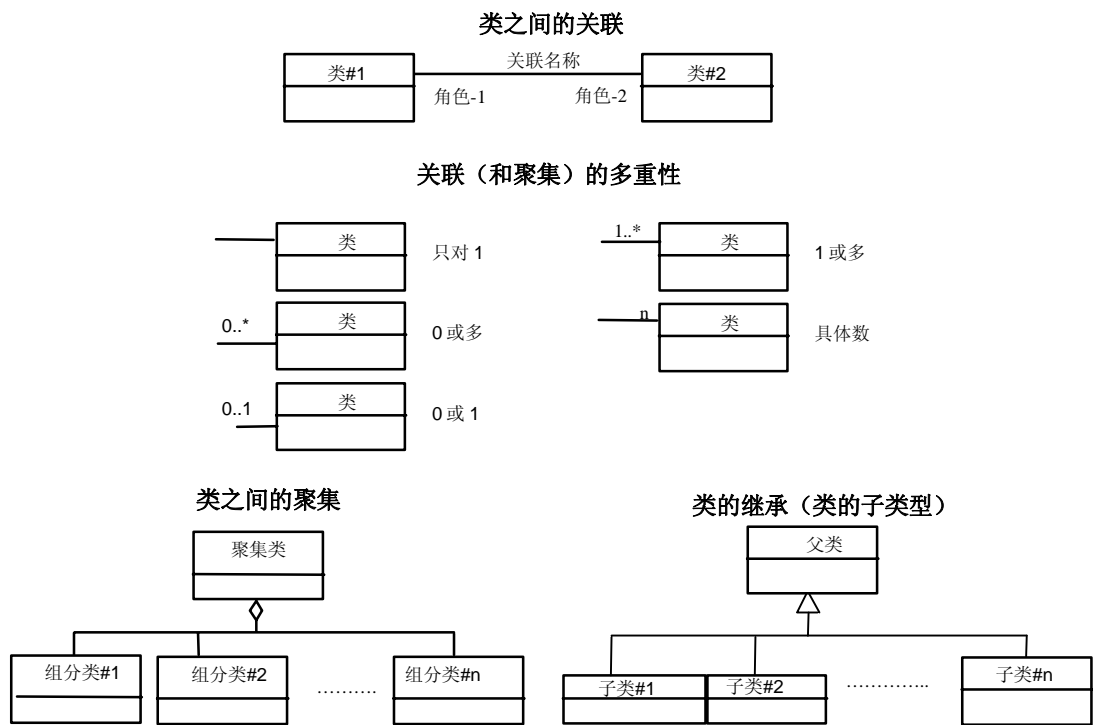 类之间的关联
类#1
关联名称
类#2
角色-1
角色-2
关联（和聚集）的多重性
类
只对 1
1..*
类
1 或多
0..*
类
0 或多
n
类
具体数
0..1
类
0 或 1
类之间的聚集
聚集类
组分类#1
组分类#2
……….
组分类#n
类的继承（类的子类型）
父类
子类#1
子类#2
…………..
子类#n